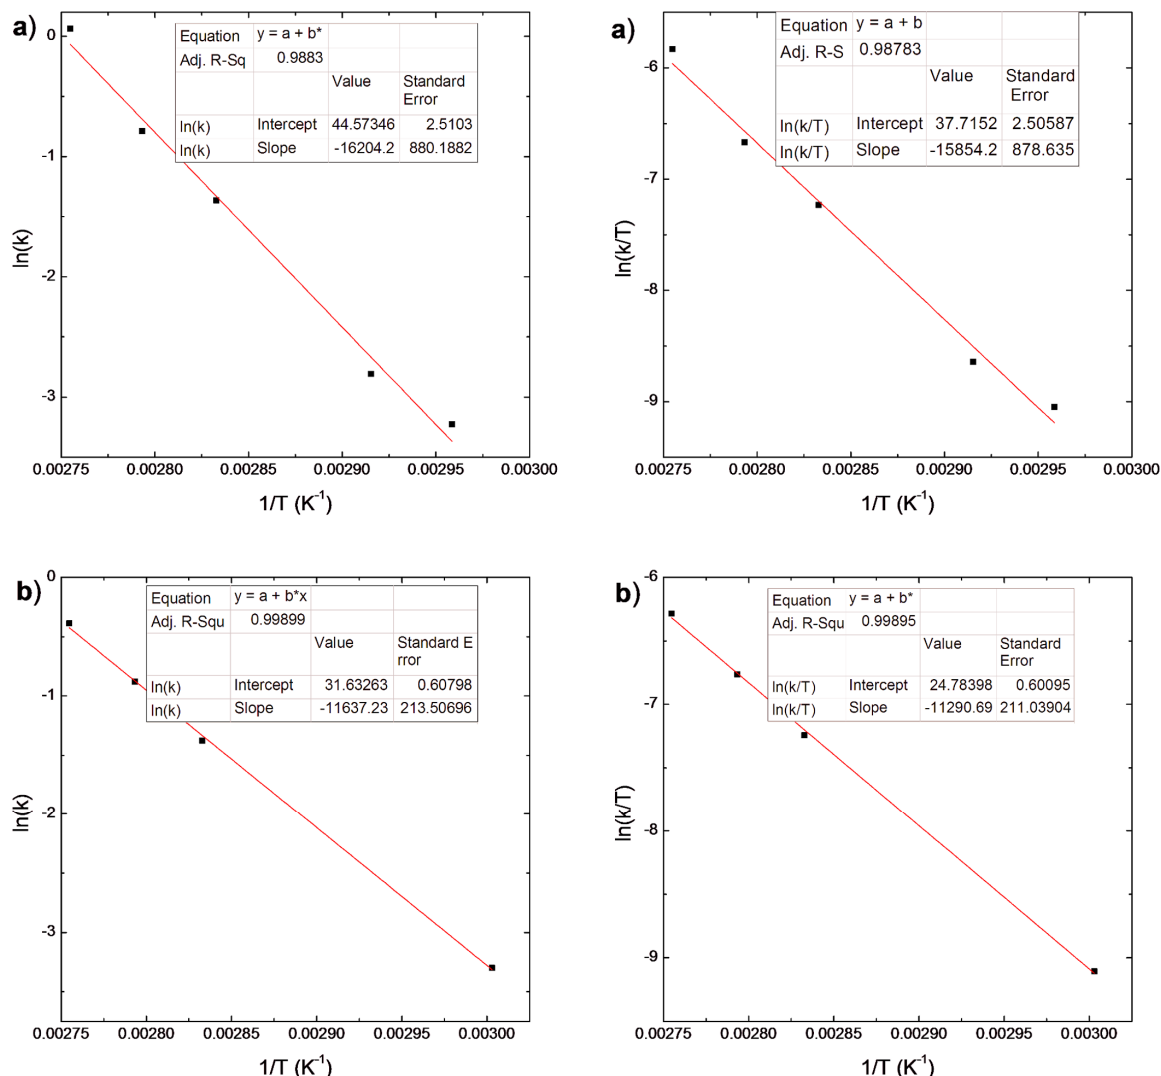 a)
Equation y = a + b*
Adj. R-Sq 0.9883
Value Standard Error
ln(k) Intercept 44.57346 2.5103
ln(k) Slope -16204.2 880.1882
0
-1
-2
-3
ln(k)
0.00275 0.00280 0.00285 0.00290 0.00295 0.00300
1/T (K⁻¹)
a)
Equation y = a + b
Adj. R-S 0.98783
Value Standard Error
ln(k/T) Intercept 37.7152 2.50587
ln(k/T) Slope -15854.2 878.635
-6
-7
-8
-9
ln(k/T)
0.00275 0.00280 0.00285 0.00290 0.00295 0.00300
1/T (K⁻¹)
b)
Equation y = a + b*x
Adj. R-Squ 0.99899
Value Standard E
rror
ln(k) Intercept 31.63263 0.60798
ln(k) Slope -11637.23 213.50696
0
-1
-2
-3
ln(k)
0.00275 0.00280 0.00285 0.00290 0.00295 0.00300
1/T (K⁻¹)
b)
Equation y = a + b*
Adj. R-Squ 0.99895
Value Standard
Error
ln(k/T) Intercept 24.78398 0.60095
ln(k/T) Slope -11290.69 211.03904
-6
-7
-8
-9
ln(k/T)
0.00275 0.00280 0.00285 0.00290 0.00295 0.00300
1/T (K⁻¹)